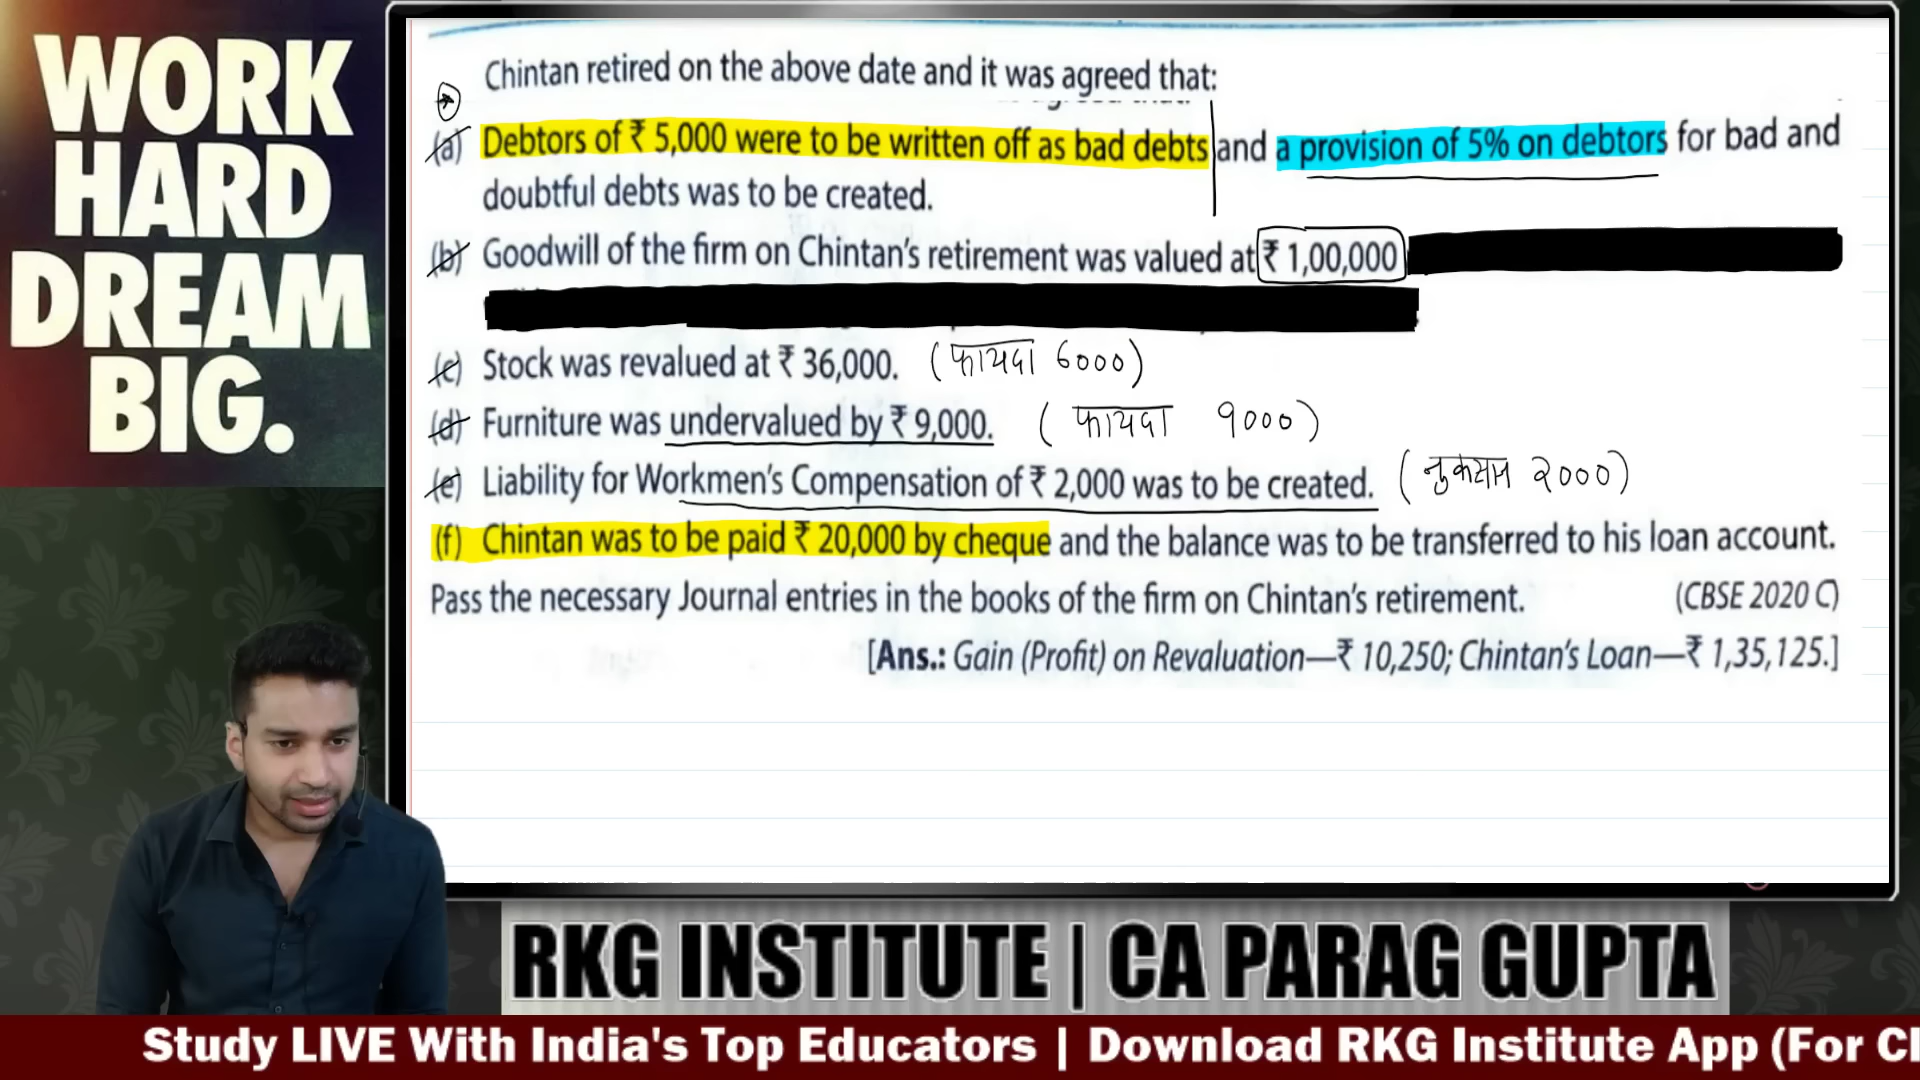 WORK
HARD
DREAM
BIG.
Chintan retired on the above date and it was agreed that:
(a) Debtors of ₹ 5,000 were to be written off as bad debts and a provision of 5% on debtors for bad and
doubtful debts was to be created.
(b) Goodwill of the firm on Chintan's retirement was valued at ₹ 1,00,000
(c) Stock was revalued at ₹ 36,000. (फायदा 6000)
(d) Furniture was undervalued by ₹ 9,000. (फायदा 9000)
(e) Liability for Workmen's Compensation of ₹ 2,000 was to be created. (नुकसान 2000)
(f) Chintan was to be paid ₹ 20,000 by cheque and the balance was to be transferred to his loan account.
Pass the necessary Journal entries in the books of the firm on Chintan's retirement. (CBSE 2020 C)
[Ans.: Gain (Profit) on Revaluation—₹ 10,250; Chintan's Loan—₹ 1,35,125.]
RKG INSTITUTE | CA PARAG GUPTA
Study LIVE With India's Top Educators | Download RKG Institute App (For